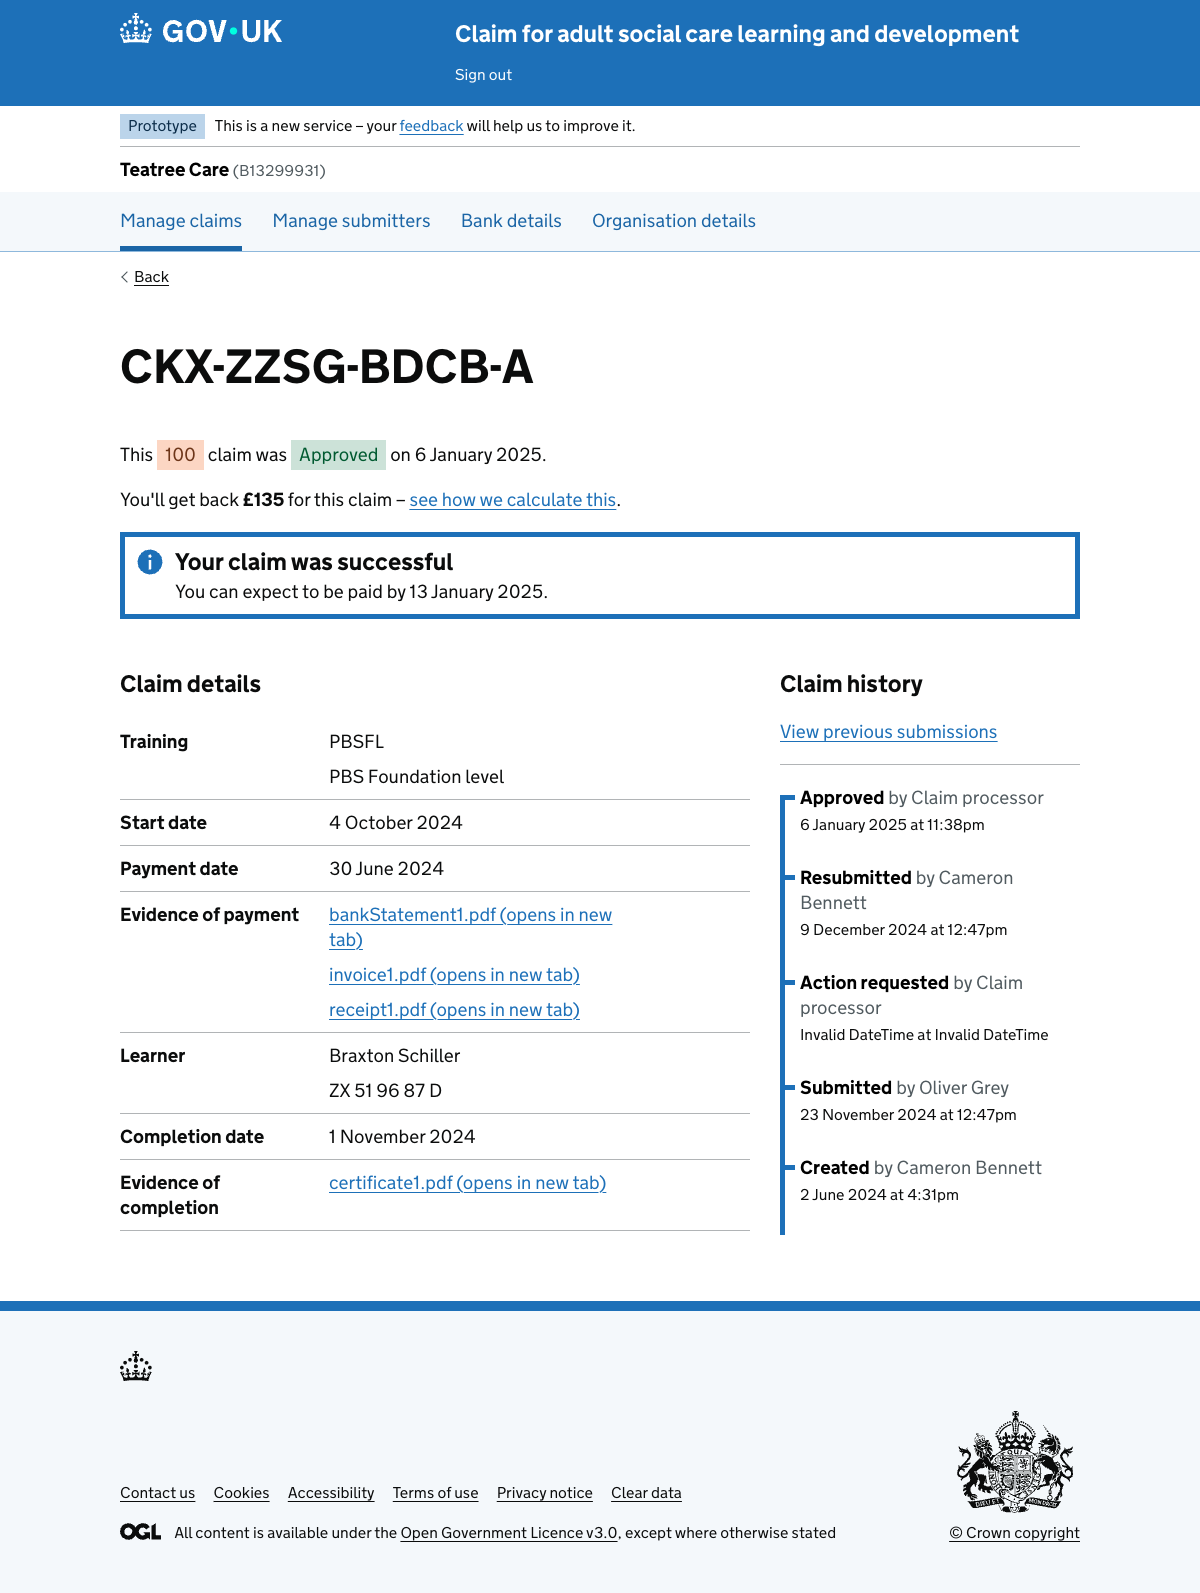 GOV·UK
Claim for adult social care learning and development
Sign out
Prototype This is a new service – your feedback will help us to improve it.
Teatree Care (B13299931)
Manage claims Manage submitters Bank details Organisation details
Back
CKX-ZZSG-BDCB-A
This 100 claim was Approved on 6 January 2025.
You'll get back £135 for this claim – see how we calculate this.
Your claim was successful
You can expect to be paid by 13 January 2025.
Claim details
Training PBSFL
PBS Foundation level
Start date 4 October 2024
Payment date 30 June 2024
Evidence of payment bankStatement1.pdf (opens in new
tab)
invoice1.pdf (opens in new tab)
receipt1.pdf (opens in new tab)
Learner Braxton Schiller
ZX 51 96 87 D
Completion date 1 November 2024
Evidence of certificate1.pdf (opens in new tab)
completion
Claim history
View previous submissions
Approved by Claim processor
6 January 2025 at 11:38pm
Resubmitted by Cameron
Bennett
9 December 2024 at 12:47pm
Action requested by Claim
processor
Invalid DateTime at Invalid DateTime
Submitted by Oliver Grey
23 November 2024 at 12:47pm
Created by Cameron Bennett
2 June 2024 at 4:31pm
Contact us Cookies Accessibility Terms of use Privacy notice Clear data
OGL All content is available under the Open Government Licence v3.0, except where otherwise stated
© Crown copyright